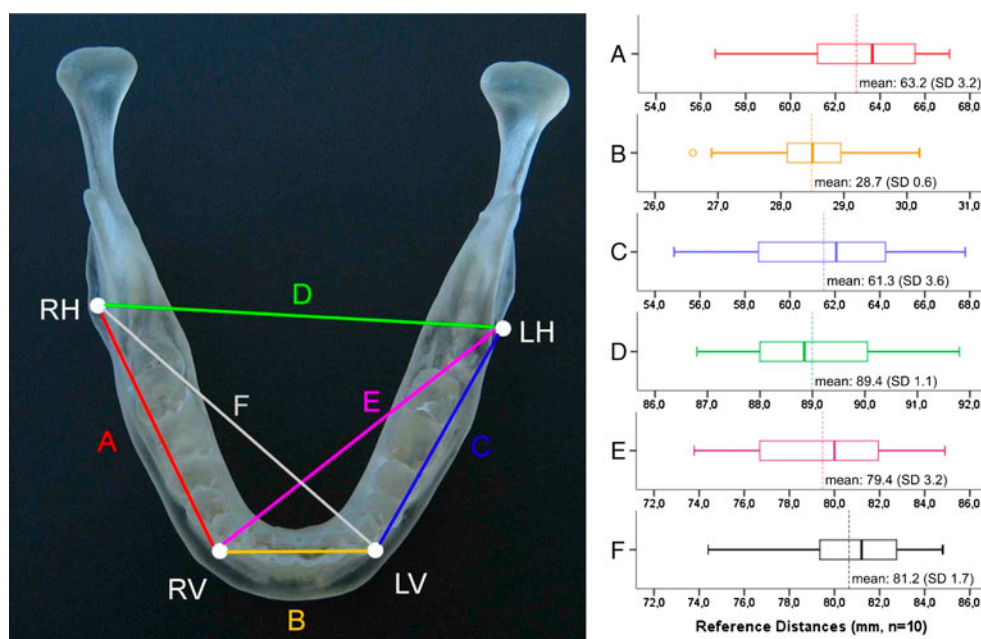 D
RH
LH
F
E
A
C
RV
LV
B
A
mean: 63.2 (SD 3.2)
54,0 56,0 58,0 60,0 62,0 64,0 66,0 68,0
B
mean: 28.7 (SD 0.6)
26,0 27,0 28,0 29,0 30,0 31,0
C
mean: 61.3 (SD 3.6)
54,0 56,0 58,0 60,0 62,0 64,0 66,0 68,0
D
mean: 89.4 (SD 1.1)
86,0 87,0 88,0 89,0 90,0 91,0 92,0
E
mean: 79.4 (SD 3.2)
72,0 74,0 76,0 78,0 80,0 82,0 84,0 86,0
F
mean: 81.2 (SD 1.7)
72,0 74,0 76,0 78,0 80,0 82,0 84,0 86,0
Reference Distances (mm, n=10)